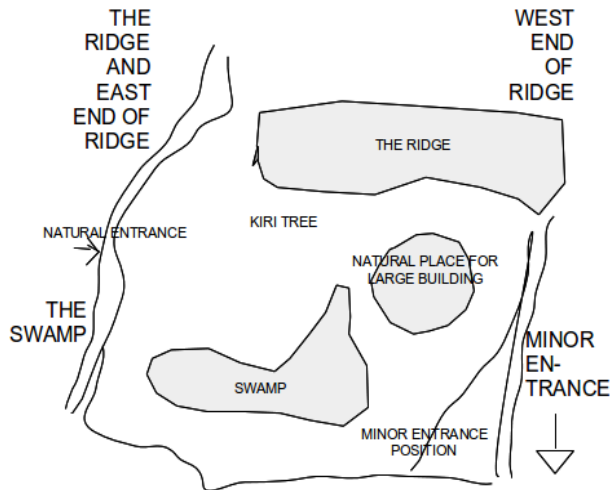 THE
RIDGE
AND
EAST
END OF
RIDGE
WEST
END
OF
RIDGE
THE RIDGE
KIRI TREE
NATURAL ENTRANCE
NATURAL PLACE FOR
LARGE BUILDING
THE
SWAMP
SWAMP
MINOR
EN-
TRANCE
MINOR ENTRANCE
POSITION